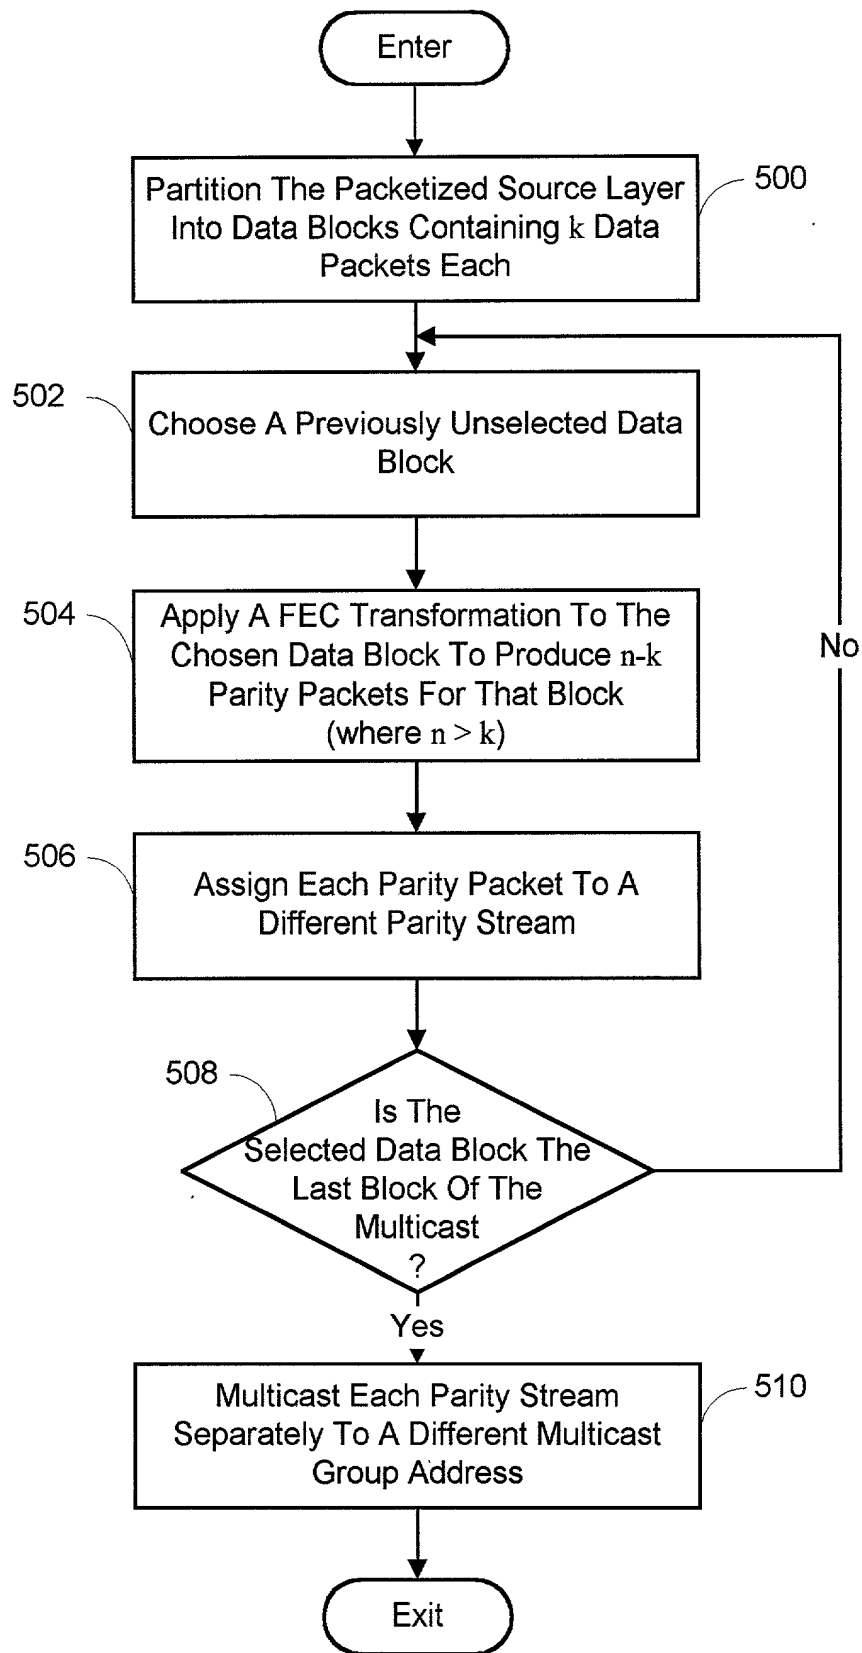 Enter
Partition The Packetized Source Layer
Into Data Blocks Containing k Data
Packets Each
500
502
Choose A Previously Unselected Data
Block
504
Apply A FEC Transformation To The
Chosen Data Block To Produce n-k
Parity Packets For That Block
(where n > k)
No
506
Assign Each Parity Packet To A
Different Parity Stream
508
Is The
Selected Data Block The
Last Block Of The
Multicast
?
Yes
Multicast Each Parity Stream
Separately To A Different Multicast
Group Address
510
Exit